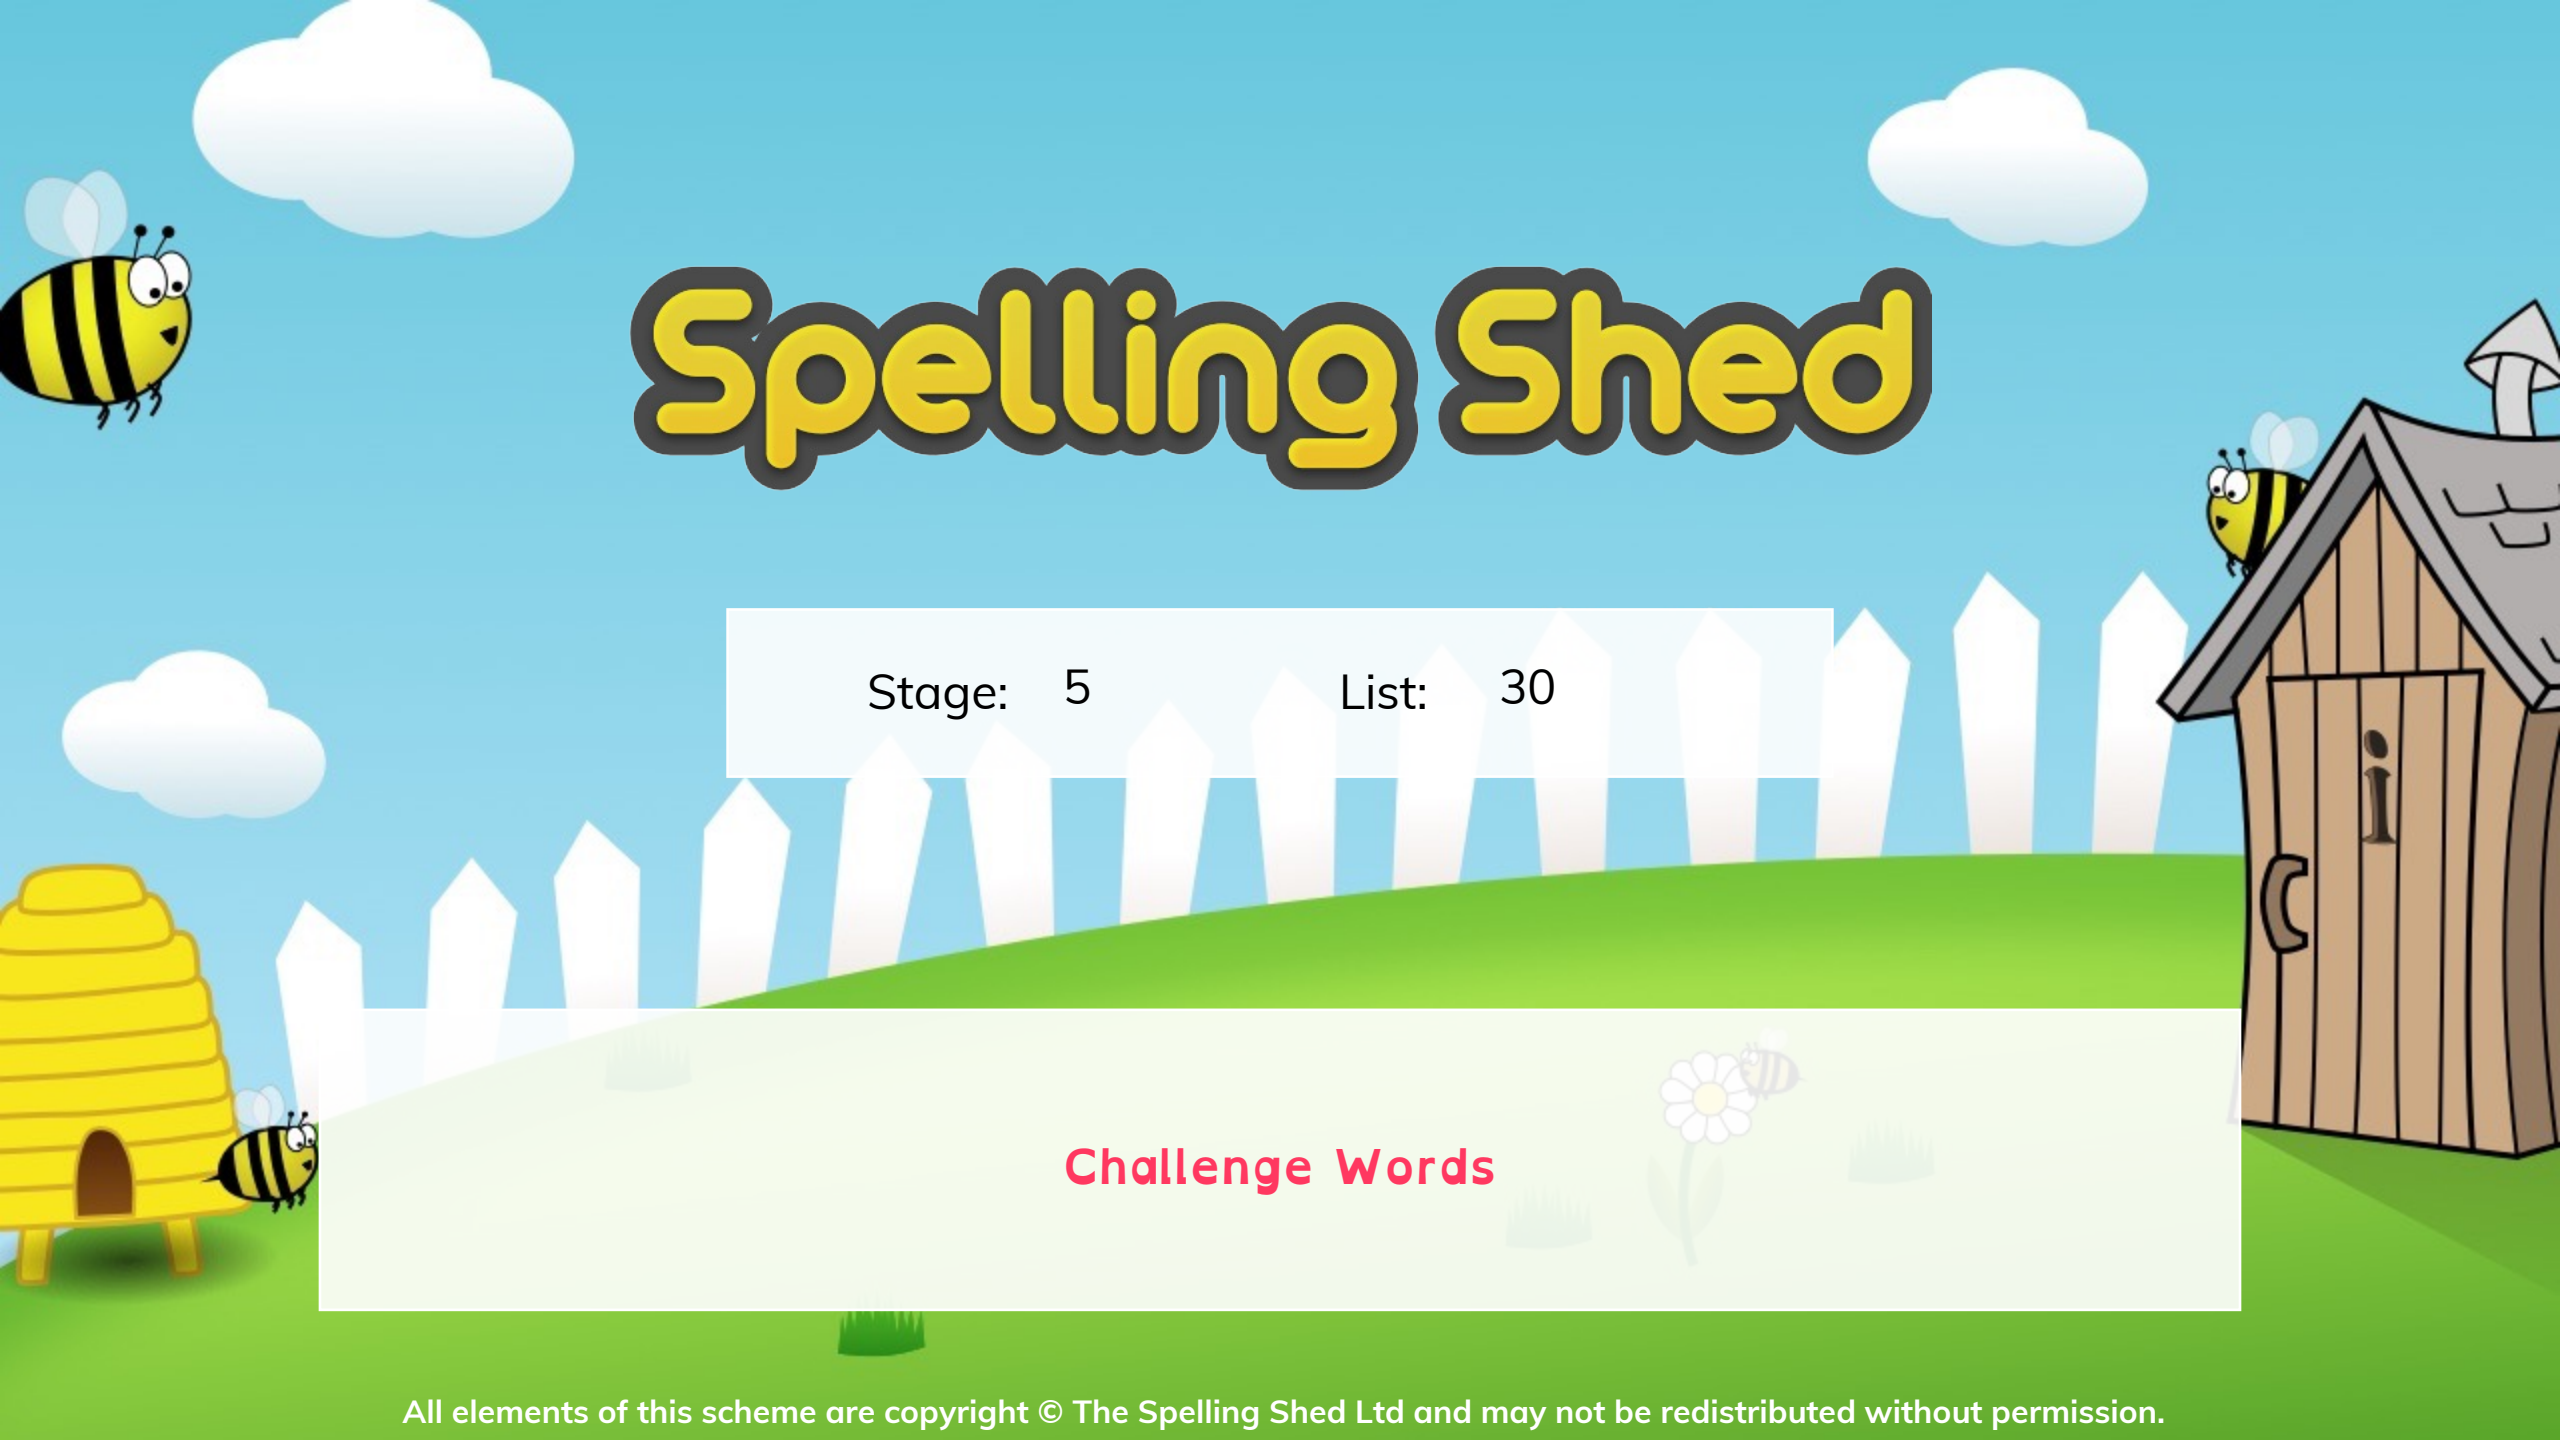 Spelling Shed
Stage: 5 List: 30
Challenge Words
i
All elements of this scheme are copyright © The Spelling Shed Ltd and may not be redistributed without permission.